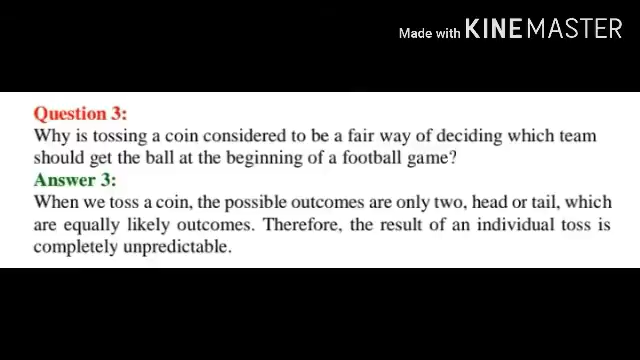 Made with KINEMASTER
Question 3:
Why is tossing a coin considered to be a fair way of deciding which team
should get the ball at the beginning of a football game?
Answer 3:
When we toss a coin, the possible outcomes are only two, head or tail, which
are equally likely outcomes. Therefore, the result of an individual toss is
completely unpredictable.